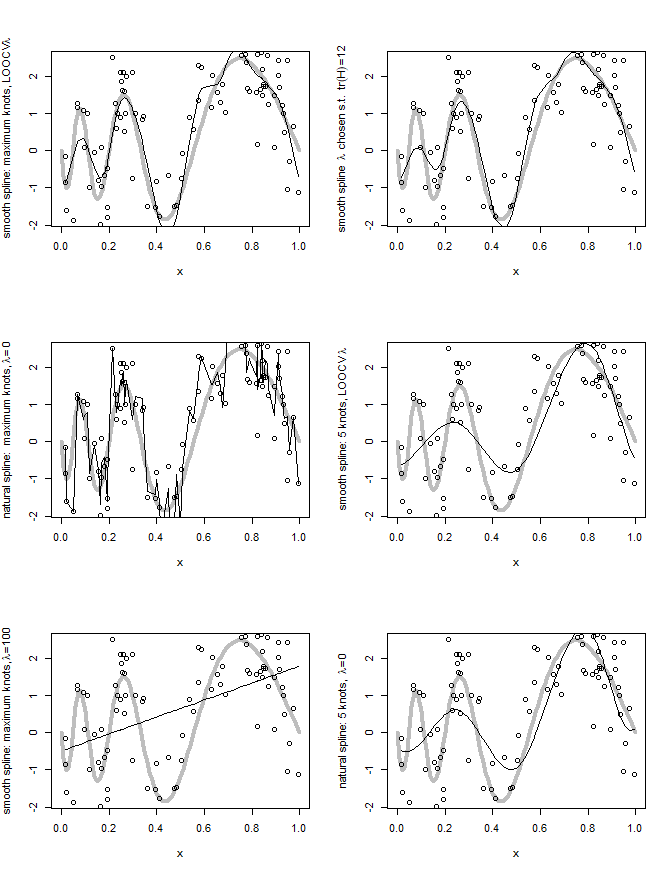 smooth spline: maximum knots, LOOCV λ
2
1
0
-1
-2
0.0 0.2 0.4 0.6 0.8 1.0
x
smooth spline λ chosen s.t. tr(H)=12
2
1
0
-1
-2
0.0 0.2 0.4 0.6 0.8 1.0
x
natural spline: maximum knots, λ=0
2
1
0
-1
-2
0.0 0.2 0.4 0.6 0.8 1.0
x
smooth spline: 5 knots, LOOCV λ
2
1
0
-1
-2
0.0 0.2 0.4 0.6 0.8 1.0
x
smooth spline: maximum knots, λ=100
2
1
0
-1
-2
0.0 0.2 0.4 0.6 0.8 1.0
x
natural spline: 5 knots, λ=0
2
1
0
-1
-2
0.0 0.2 0.4 0.6 0.8 1.0
x